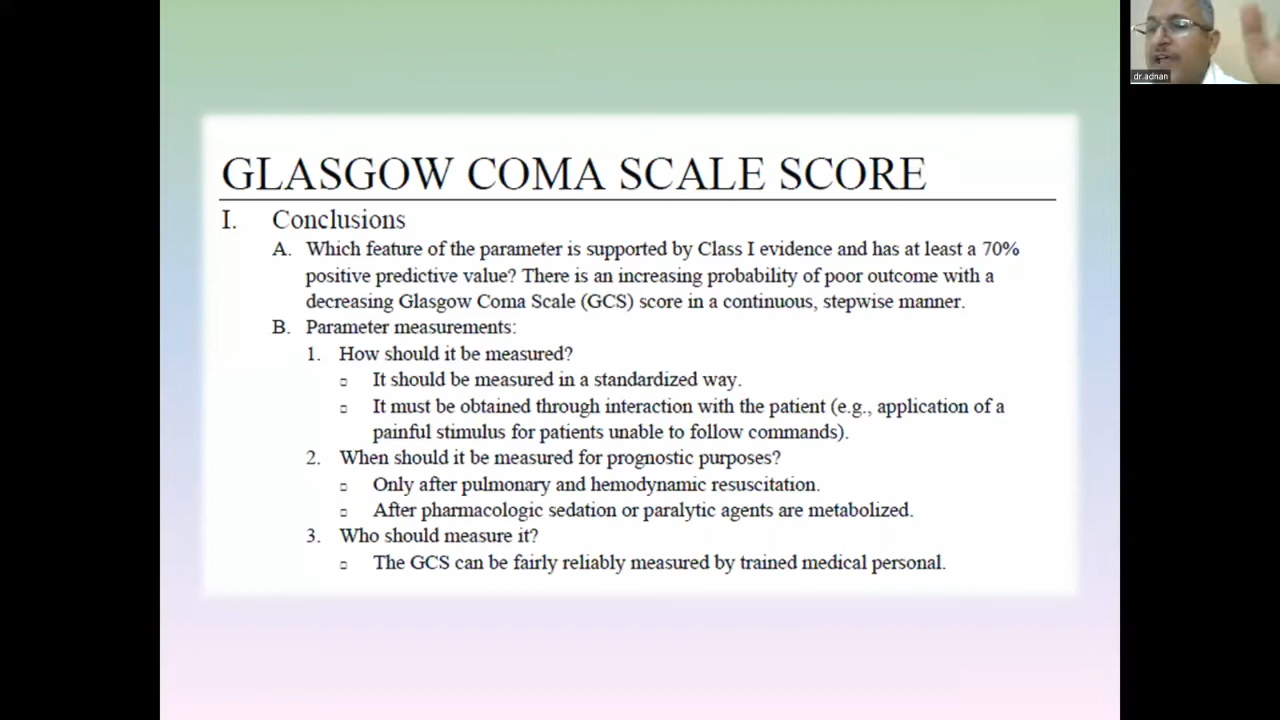 GLASGOW COMA SCALE SCORE
I. Conclusions
A. Which feature of the parameter is supported by Class I evidence and has at least a 70%
positive predictive value? There is an increasing probability of poor outcome with a
decreasing Glasgow Coma Scale (GCS) score in a continuous, stepwise manner.
B. Parameter measurements:
1. How should it be measured?
▫ It should be measured in a standardized way.
▫ It must be obtained through interaction with the patient (e.g., application of a
painful stimulus for patients unable to follow commands).
2. When should it be measured for prognostic purposes?
▫ Only after pulmonary and hemodynamic resuscitation.
▫ After pharmacologic sedation or paralytic agents are metabolized.
3. Who should measure it?
▫ The GCS can be fairly reliably measured by trained medical personal.
dr.adnan